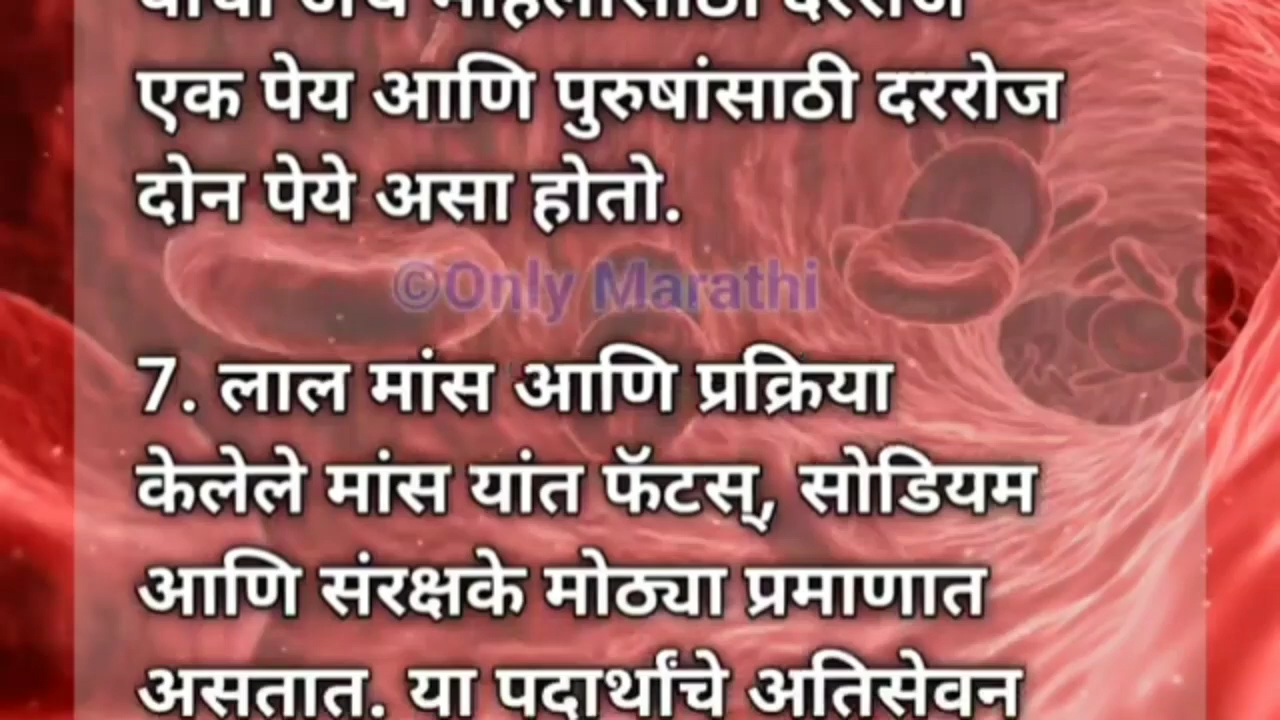 एक पेय आणि पुरुषांसाठी दररोज
दोन पेये असा होतो.
©Only Marathi
7. लाल मांस आणि प्रक्रिया
केलेले मांस यांत फॅटस्, सोडियम
आणि संरक्षके मोठ्या प्रमाणात
असतात. या पदार्थांचे अतिसेवन